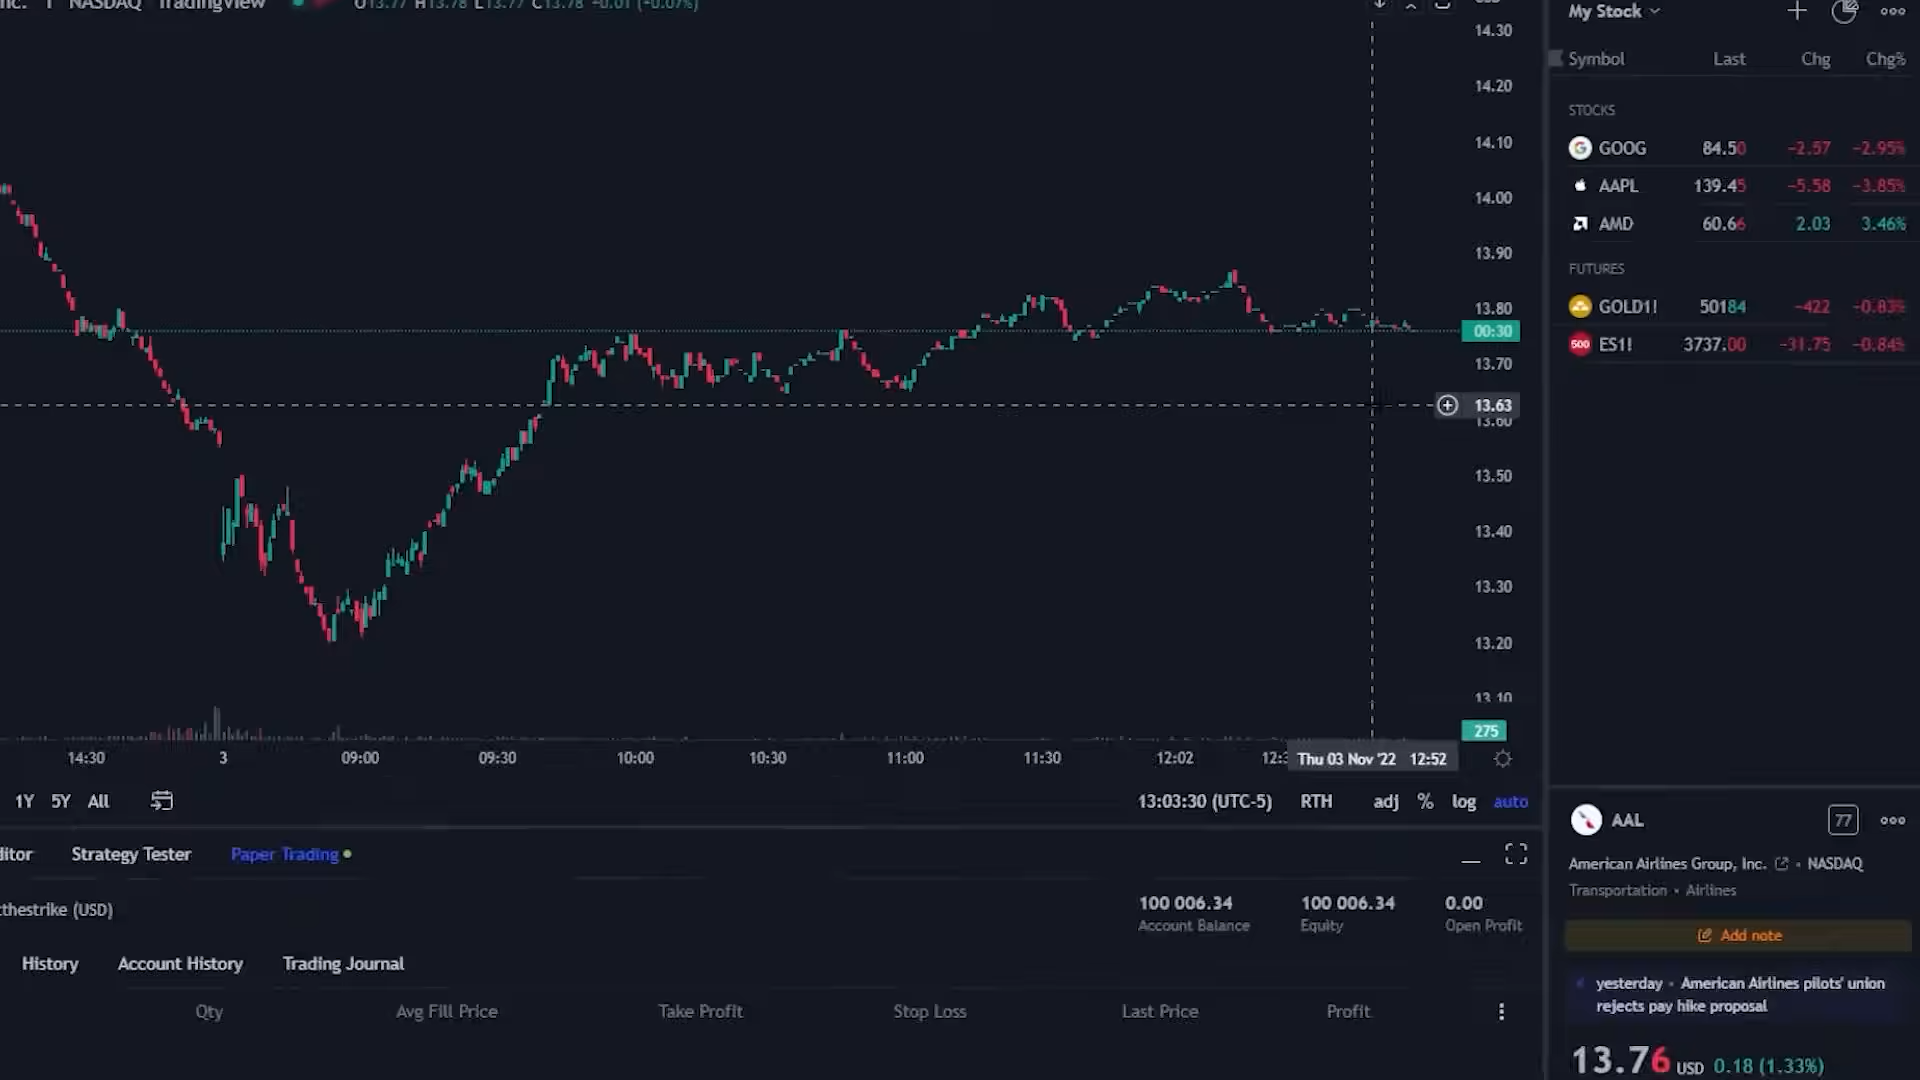 Inc. 1 NASDAQ TradingView O13.77 H13.78 L13.77 C13.78 −0.01 (−0.07%)
14.30
14.20
14.10
14.00
13.90
13.80
00:30
13.70
13.63
13.60
13.50
13.40
13.30
13.20
13.10
275
14:30 3 09:00 09:30 10:00 10:30 11:00 11:30 12:02 12:3 Thu 03 Nov '22 12:52
1Y 5Y All 13:03:30 (UTC-5) RTH adj % log auto
ditor Strategy Tester Paper Trading
cthestrike (USD)
100 006.34 100 006.34 0.00
Account Balance Equity Open Profit
History Account History Trading Journal
Qty Avg Fill Price Take Profit Stop Loss Last Price Profit
My Stock
Symbol Last Chg Chg%
STOCKS
GOOG 84.50 −2.57 −2.95%
AAPL 139.45 −5.58 −3.85%
AMD 60.66 2.03 3.46%
FUTURES
GOLD1! 50184 −422 −0.83%
500 ES1! 3737.00 −31.75 −0.84%
AAL 77
American Airlines Group, Inc. • NASDAQ
Transportation • Airlines
Add note
yesterday • American Airlines pilots' union
rejects pay hike proposal
13.76 USD 0.18 (1.33%)